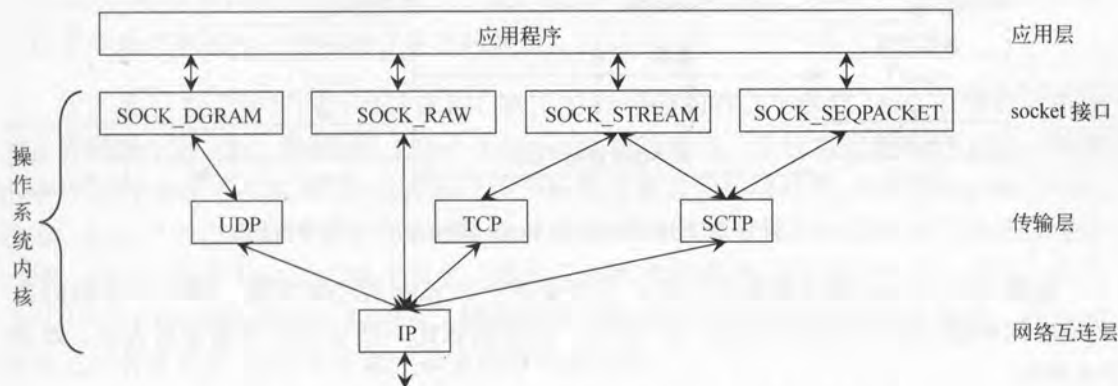 应用程序 应用层
SOCK_DGRAM SOCK_RAW SOCK_STREAM SOCK_SEQPACKET socket 接口
操作系统内核
UDP TCP SCTP 传输层
IP 网络互连层